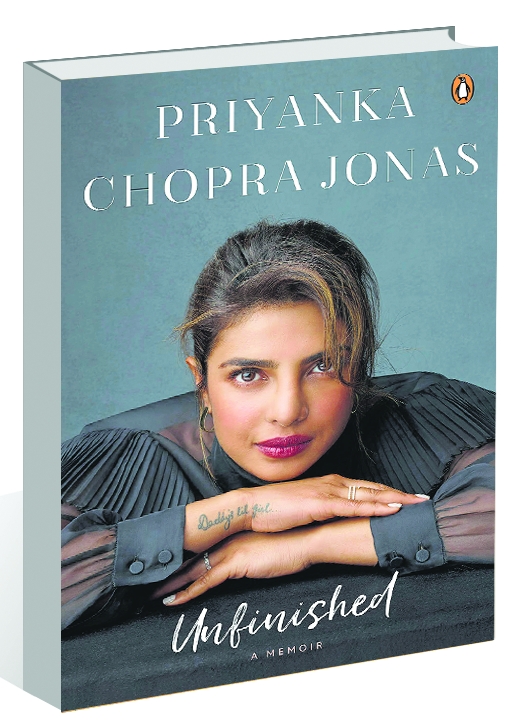 PRIYANKA
CHOPRA JONAS
Daddy's lil girl...
Unfinished
A MEMOIR